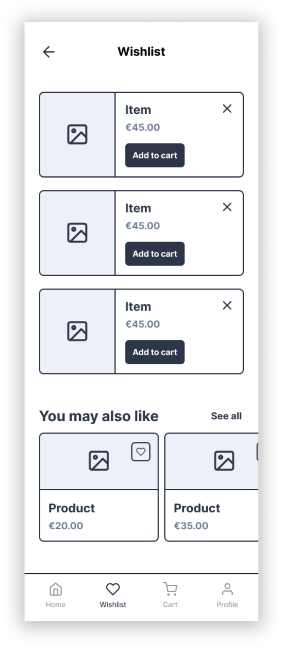 Wishlist
Item
€45.00
Add to cart
Item
€45.00
Add to cart
Item
€45.00
Add to cart
You may also like See all
Product
€20.00
Product
€35.00
Home Wishlist Cart Profile